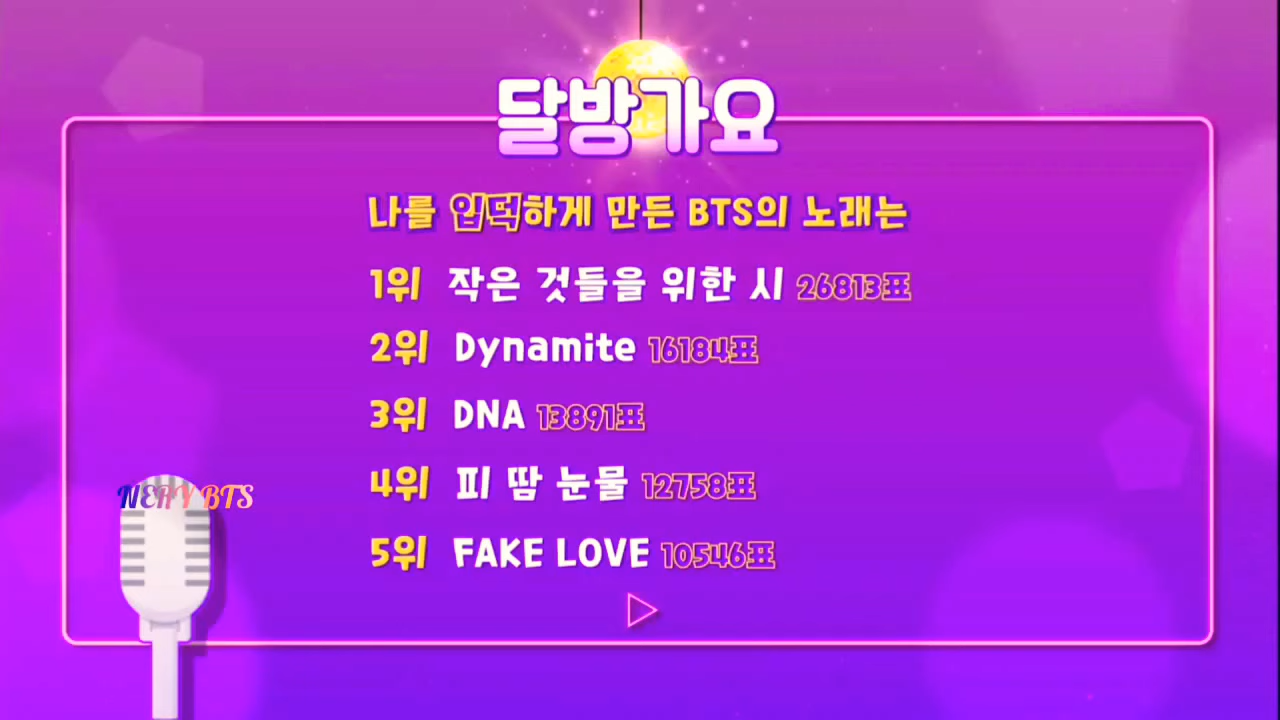 달방가요
나를 입덕하게 만든 BTS의 노래는
1위 작은 것들을 위한 시 26813표
2위 Dynamite 16184표
3위 DNA 13891표
4위 피 땀 눈물 12758표
NERY BTS
5위 FAKE LOVE 10546표